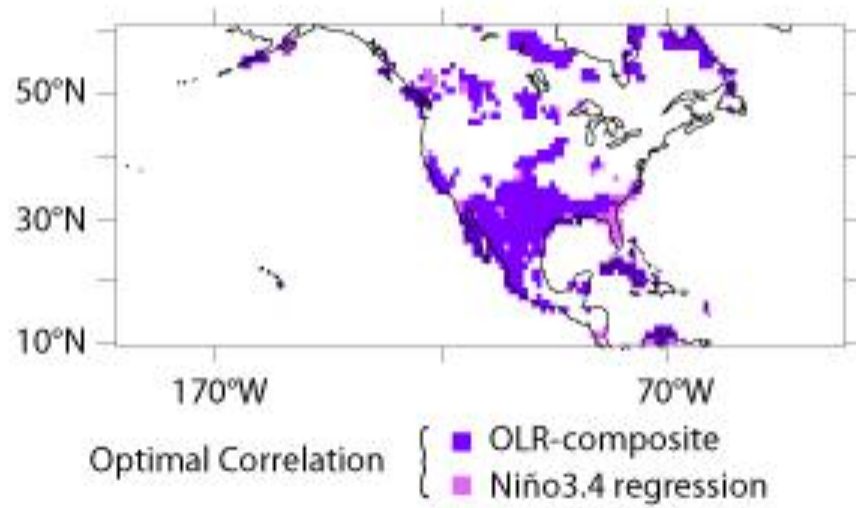 50°N
30°N
10°N
170°W 70°W
Optimal Correlation
OLR-composite
Niño3.4 regression